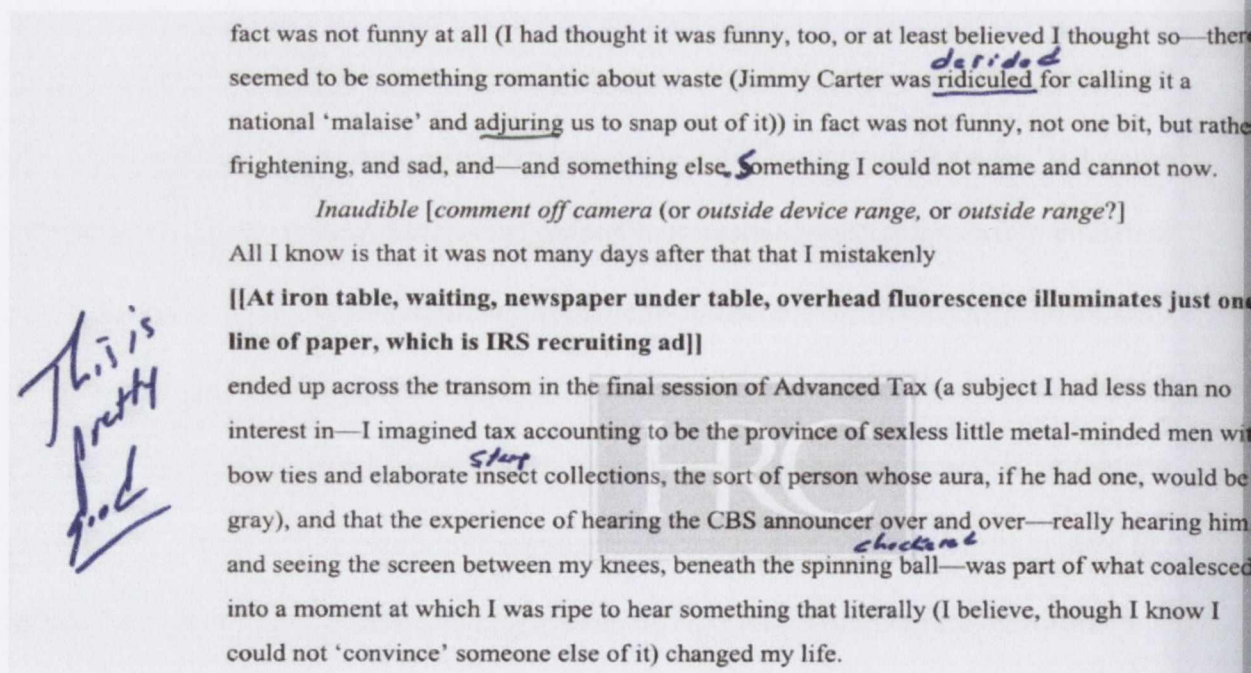 fact was not funny at all (I had thought it was funny, too, or at least believed I thought so—ther
derided
seemed to be something romantic about waste (Jimmy Carter was ridiculed for calling it a
national ‘malaise’ and adjuring us to snap out of it)) in fact was not funny, not one bit, but rathe
frightening, and sad, and—and something else. Something I could not name and cannot now.
Inaudible [comment off camera (or outside device range, or outside range?]
All I know is that it was not many days after that that I mistakenly
[[At iron table, waiting, newspaper under table, overhead fluorescence illuminates just one
line of paper, which is IRS recruiting ad]]
This is
pretty
good
ended up across the transom in the final session of Advanced Tax (a subject I had less than no
interest in—I imagined tax accounting to be the province of sexless little metal-minded men wit
stamp
bow ties and elaborate insect collections, the sort of person whose aura, if he had one, would be
gray), and that the experience of hearing the CBS announcer over and over—really hearing him
checkered
and seeing the screen between my knees, beneath the spinning ball—was part of what coalesced
into a moment at which I was ripe to hear something that literally (I believe, though I know I
could not ‘convince’ someone else of it) changed my life.
HRC